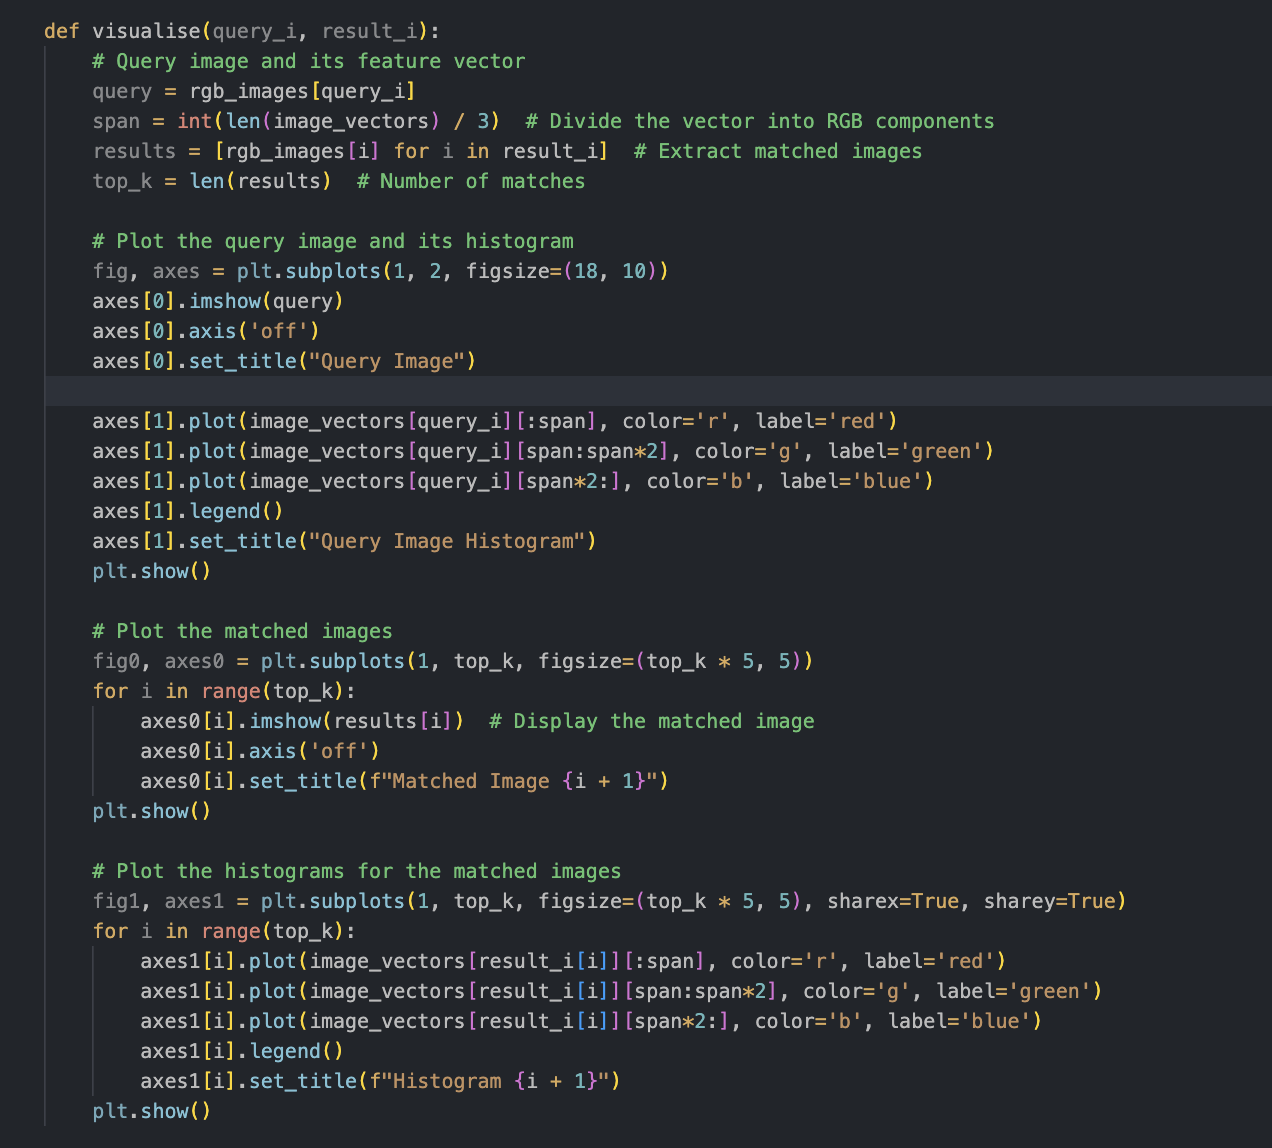 def visualise(query_i, result_i):
    # Query image and its feature vector
    query = rgb_images[query_i]
    span = int(len(image_vectors) / 3)  # Divide the vector into RGB components
    results = [rgb_images[i] for i in result_i]  # Extract matched images
    top_k = len(results)  # Number of matches

    # Plot the query image and its histogram
    fig, axes = plt.subplots(1, 2, figsize=(18, 10))
    axes[0].imshow(query)
    axes[0].axis('off')
    axes[0].set_title("Query Image")

    axes[1].plot(image_vectors[query_i][:span], color='r', label='red')
    axes[1].plot(image_vectors[query_i][span:span*2], color='g', label='green')
    axes[1].plot(image_vectors[query_i][span*2:], color='b', label='blue')
    axes[1].legend()
    axes[1].set_title("Query Image Histogram")
    plt.show()

    # Plot the matched images
    fig0, axes0 = plt.subplots(1, top_k, figsize=(top_k * 5, 5))
    for i in range(top_k):
        axes0[i].imshow(results[i])  # Display the matched image
        axes0[i].axis('off')
        axes0[i].set_title(f"Matched Image {i + 1}")
    plt.show()

    # Plot the histograms for the matched images
    fig1, axes1 = plt.subplots(1, top_k, figsize=(top_k * 5, 5), sharex=True, sharey=True)
    for i in range(top_k):
        axes1[i].plot(image_vectors[result_i[i]][:span], color='r', label='red')
        axes1[i].plot(image_vectors[result_i[i]][span:span*2], color='g', label='green')
        axes1[i].plot(image_vectors[result_i[i]][span*2:], color='b', label='blue')
        axes1[i].legend()
        axes1[i].set_title(f"Histogram {i + 1}")
    plt.show()